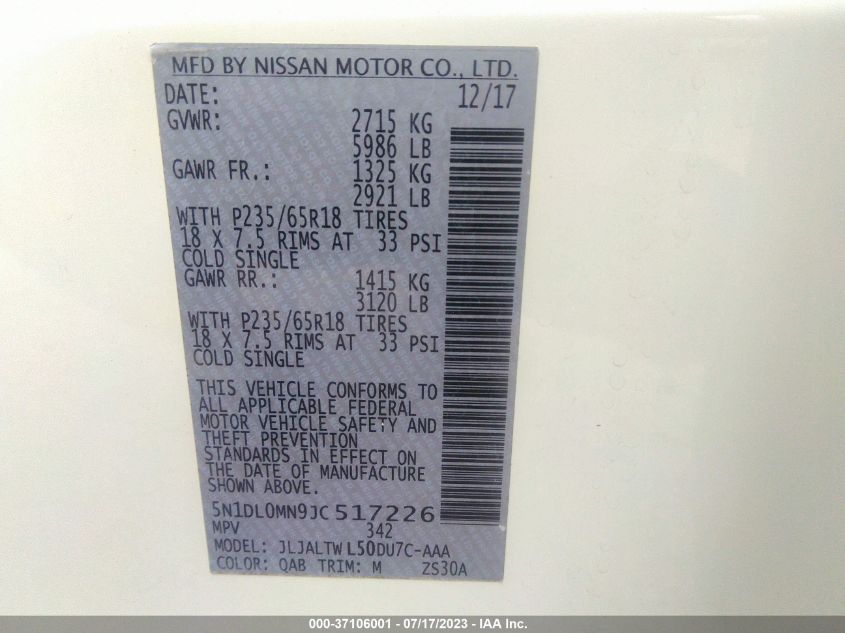 MFD BY NISSAN MOTOR CO., LTD.
DATE: 12/17
GVWR: 2715 KG
5986 LB
GAWR FR.: 1325 KG
2921 LB
WITH P235/65R18 TIRES
18 X 7.5 RIMS AT 33 PSI
COLD SINGLE
GAWR RR.: 1415 KG
3120 LB
WITH P235/65R18 TIRES
18 X 7.5 RIMS AT 33 PSI
COLD SINGLE
THIS VEHICLE CONFORMS TO
ALL APPLICABLE FEDERAL
MOTOR VEHICLE SAFETY AND
THEFT PREVENTION
STANDARDS IN EFFECT ON
THE DATE OF MANUFACTURE
SHOWN ABOVE.
5N1DL0MN9JC517226
MPV 342
MODEL: JLJALTWL50DU7C-AAA
COLOR: QAB TRIM: M ZS30A
000-37106001 - 07/17/2023 - IAA Inc.